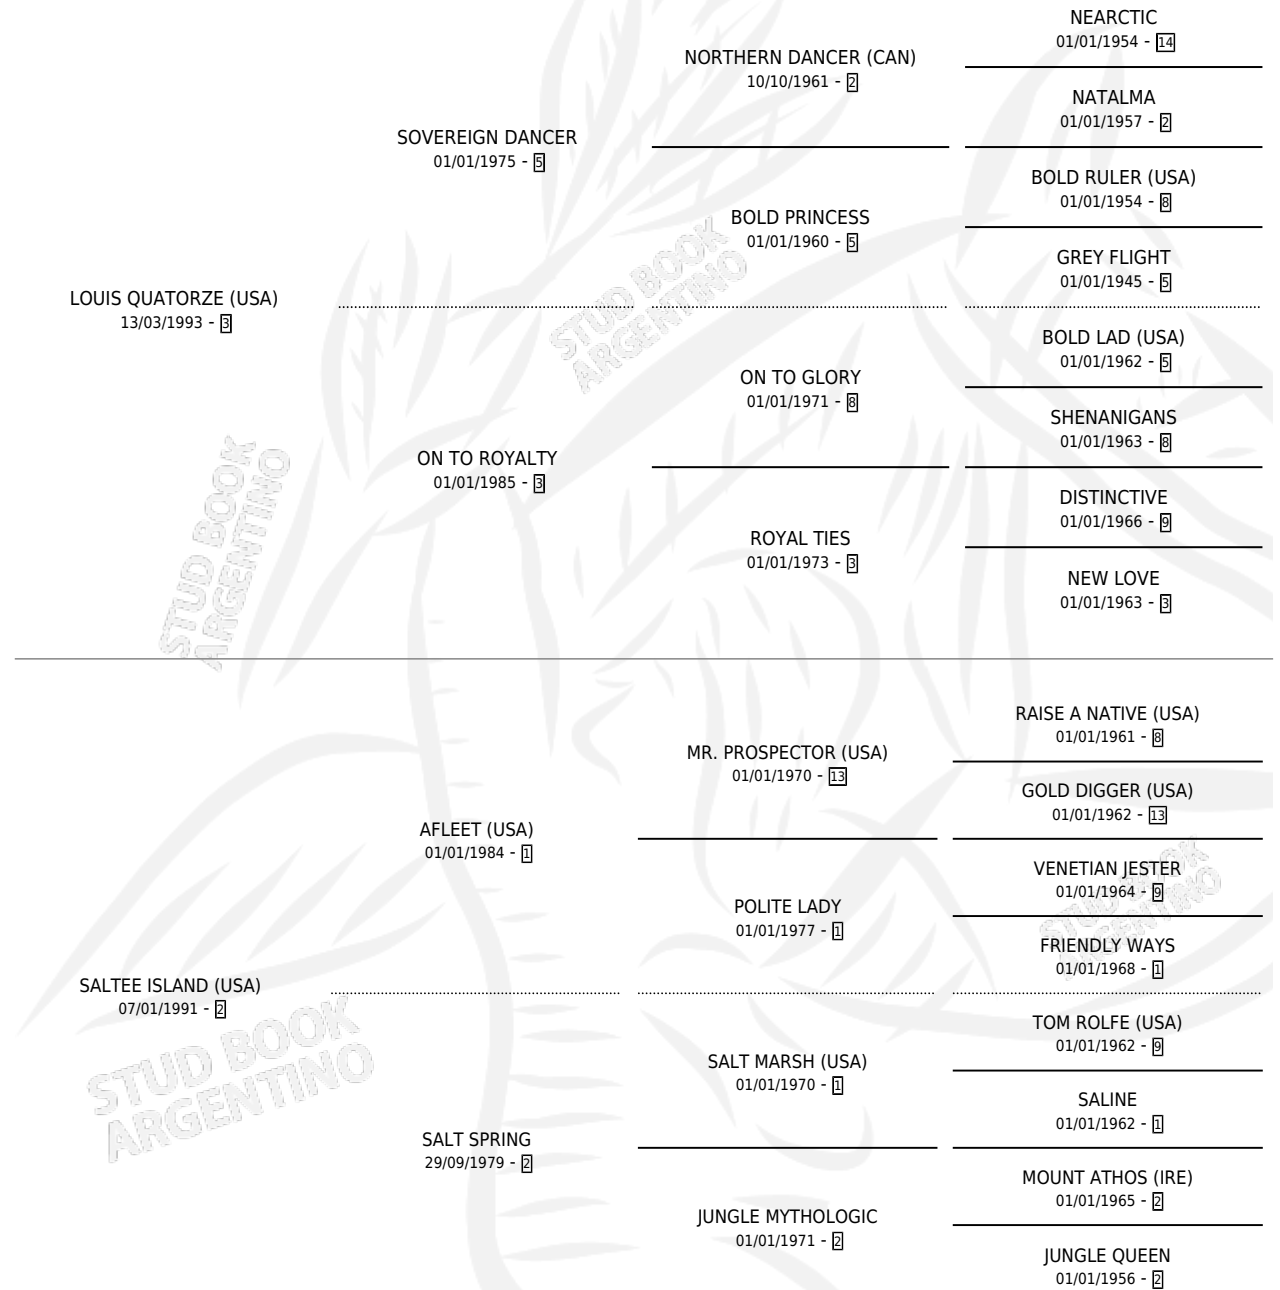 NEARCTIC
01/01/1954 - 14
NORTHERN DANCER (CAN)
10/10/1961 - 2
NATALMA
01/01/1957 - 2
SOVEREIGN DANCER
01/01/1975 - 5
BOLD RULER (USA)
01/01/1954 - 8
BOLD PRINCESS
01/01/1960 - 5
GREY FLIGHT
01/01/1945 - 5
LOUIS QUATORZE (USA)
13/03/1993 - 3
BOLD LAD (USA)
01/01/1962 - 5
ON TO GLORY
01/01/1971 - 8
SHENANIGANS
01/01/1963 - 8
ON TO ROYALTY
01/01/1985 - 3
DISTINCTIVE
01/01/1966 - 9
ROYAL TIES
01/01/1973 - 3
NEW LOVE
01/01/1963 - 3
STUD BOOK
ARGENTINO
STUD BOOK
ARGENTINO
RAISE A NATIVE (USA)
01/01/1961 - 8
MR. PROSPECTOR (USA)
01/01/1970 - 13
GOLD DIGGER (USA)
01/01/1962 - 13
AFLEET (USA)
01/01/1984 - 1
VENETIAN JESTER
01/01/1964 - 9
POLITE LADY
01/01/1977 - 1
FRIENDLY WAYS
01/01/1968 - 1
SALTEE ISLAND (USA)
07/01/1991 - 2
TOM ROLFE (USA)
01/01/1962 - 9
SALT MARSH (USA)
01/01/1970 - 1
SALINE
01/01/1962 - 1
SALT SPRING
29/09/1979 - 2
MOUNT ATHOS (IRE)
01/01/1965 - 2
JUNGLE MYTHOLOGIC
01/01/1971 - 2
JUNGLE QUEEN
01/01/1956 - 2
STUD BOOK
ARGENTINO
STUD BOOK
ARGENTINO